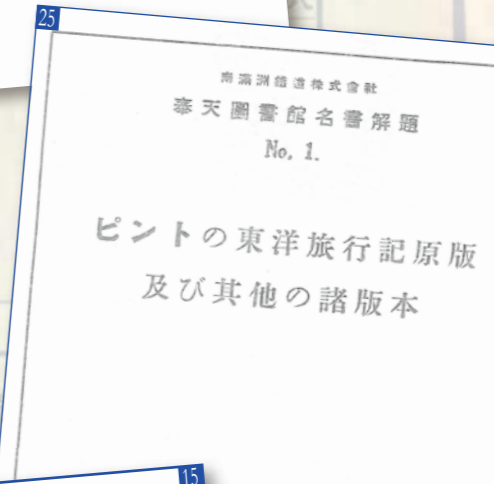 25
南滿洲鐵道株式會社
奉天圖書館名書解題
No. 1.
ピントの東洋旅行記原版
及び其他の諸版本
15